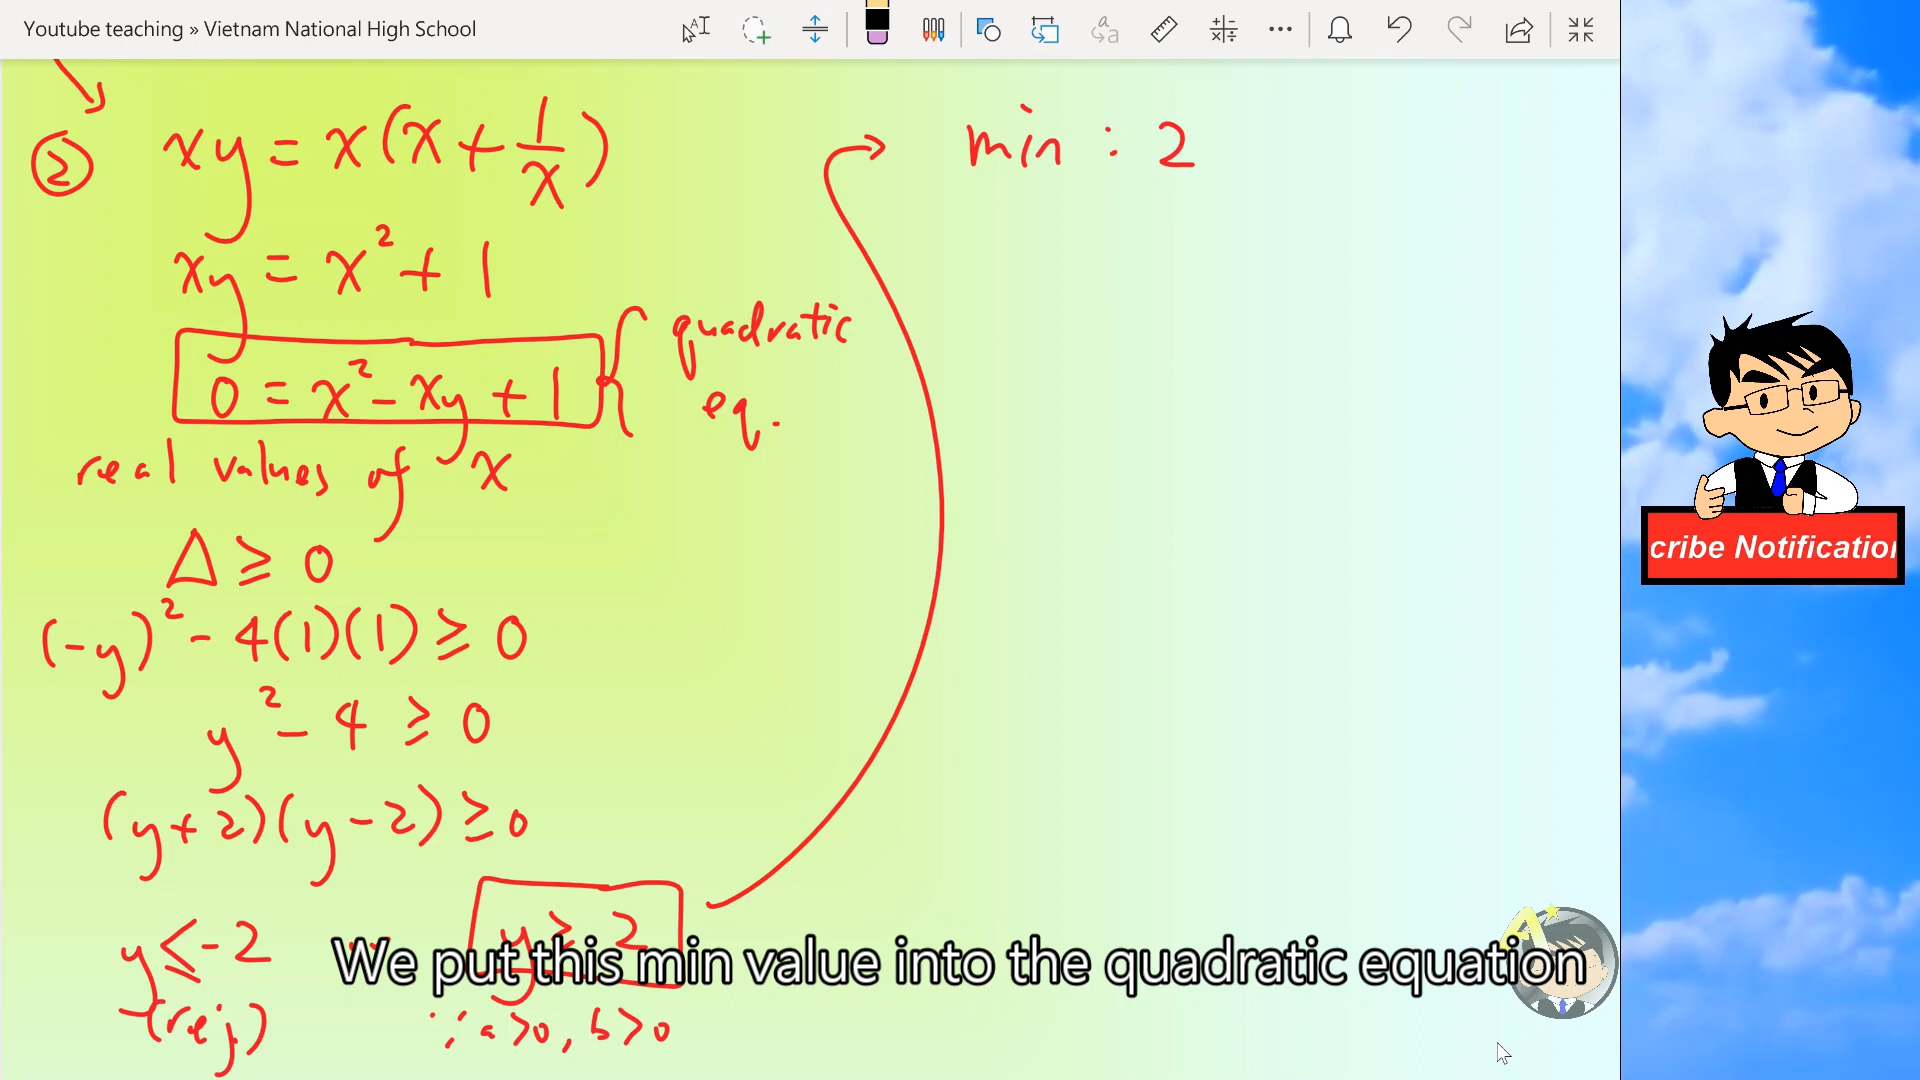 Youtube teaching » Vietnam National High School
② xy = x(x + 1/x)
xy = x² + 1
0 = x² - xy + 1
quadratic
eq.
real values of x
Δ ≥ 0
(-y)² - 4(1)(1) ≥ 0
y² - 4 ≥ 0
(y+2)(y-2) ≥ 0
y ≤ -2
(rej.)
y ≥ 2
∵ a > 0, b > 0
min : 2
We put this min value into the quadratic equation
cribe Notification